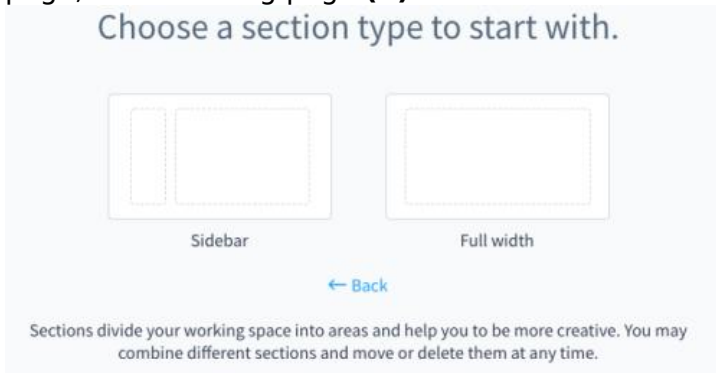 Choose a section type to start with.
Sidebar
Full width
← Back
Sections divide your working space into areas and help you to be more creative. You may
combine different sections and move or delete them at any time.